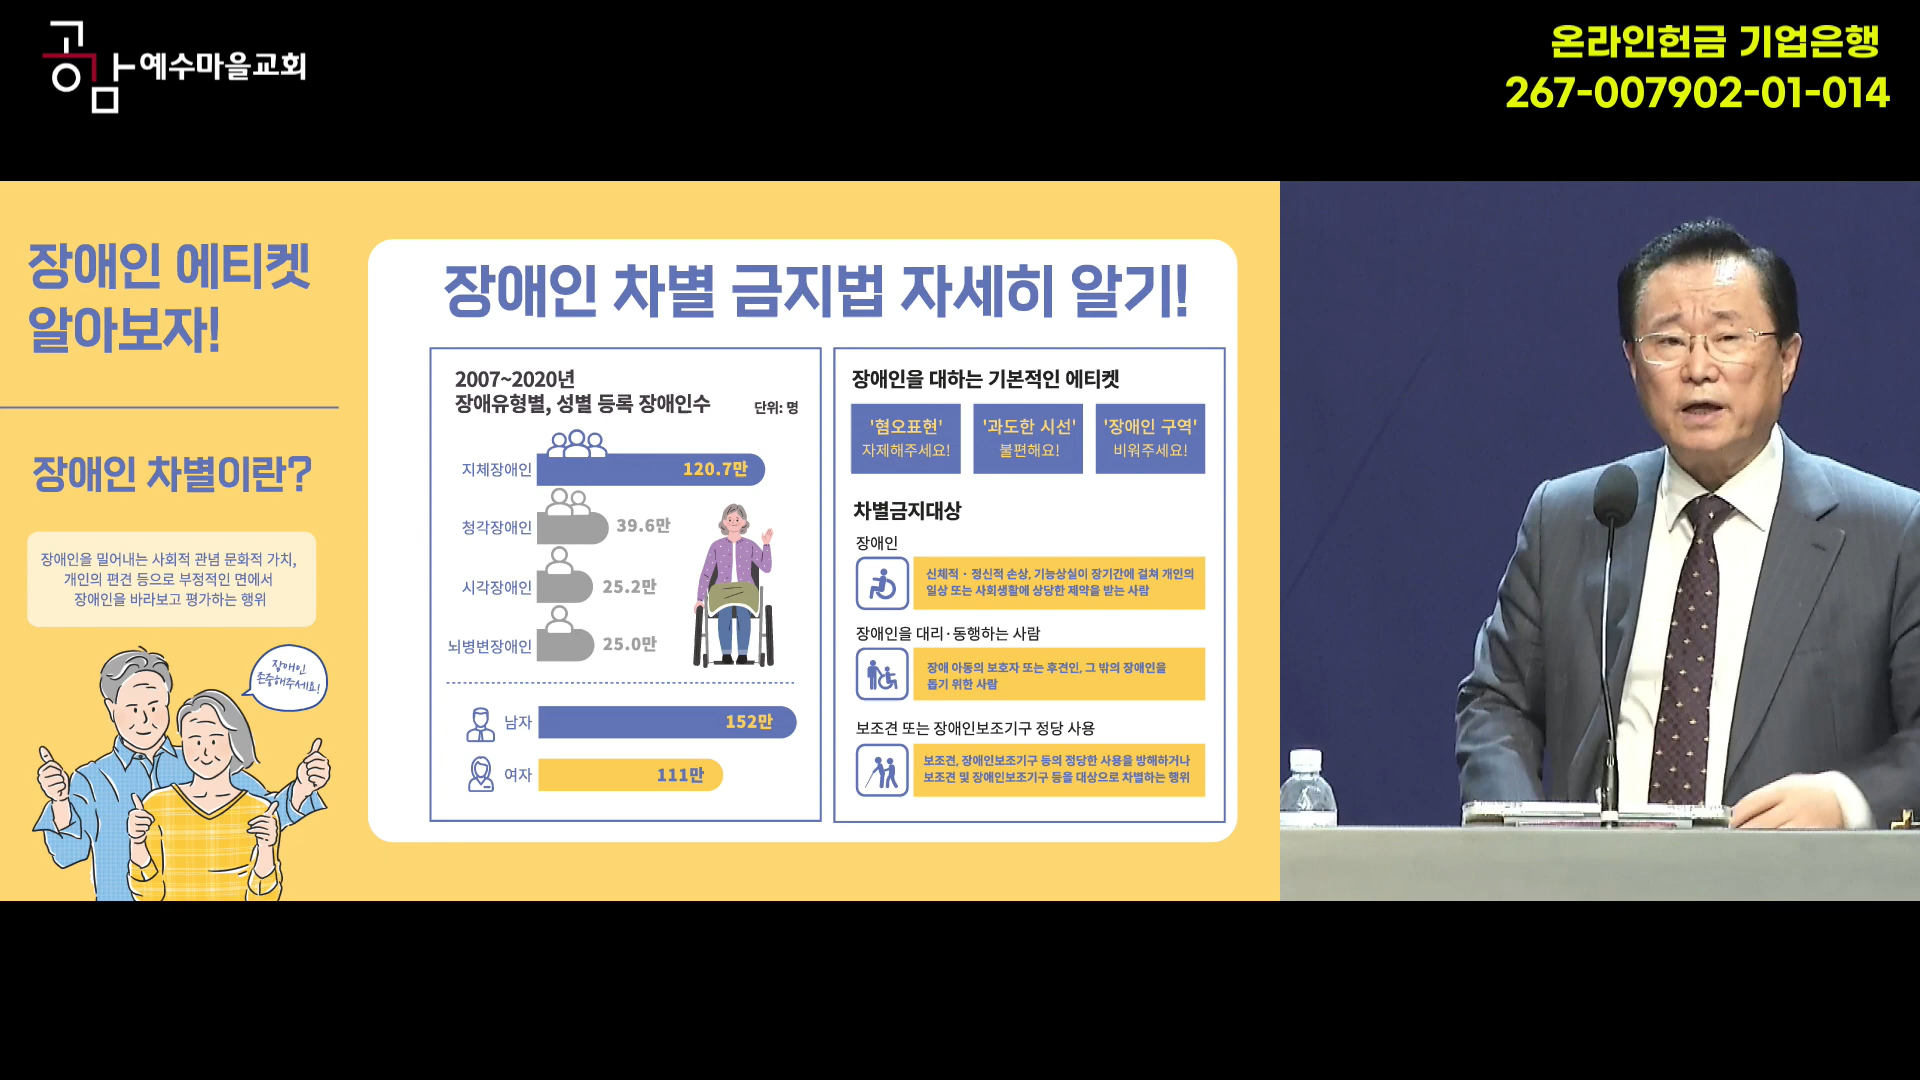 공감
예수마을교회
온라인헌금 기업은행
267-007902-01-014
장애인 에티켓
알아보자!
장애인 차별이란?
장애인을 밀어내는 사회적 관념 문화적 가치,
개인의 편견 등으로 부정적인 면에서
장애인을 바라보고 평가하는 행위
장애인
존중해주세요!
장애인 차별 금지법 자세히 알기!
2007~2020년
장애유형별, 성별 등록 장애인수
단위: 명
지체장애인 120.7만
청각장애인 39.6만
시각장애인 25.2만
뇌병변장애인 25.0만
남자 152만
여자 111만
장애인을 대하는 기본적인 에티켓
'혐오표현'
자제해주세요!
'과도한 시선'
불편해요!
'장애인 구역'
비워주세요!
차별금지대상
장애인
신체적 · 정신적 손상, 기능상실이 장기간에 걸쳐 개인의
일상 또는 사회생활에 상당한 제약을 받는 사람
장애인을 대리·동행하는 사람
장애 아동의 보호자 또는 후견인, 그 밖의 장애인을
돕기 위한 사람
보조견 또는 장애인보조기구 정당 사용
보조견, 장애인보조기구 등의 정당한 사용을 방해하거나
보조견 및 장애인보조기구 등을 대상으로 차별하는 행위